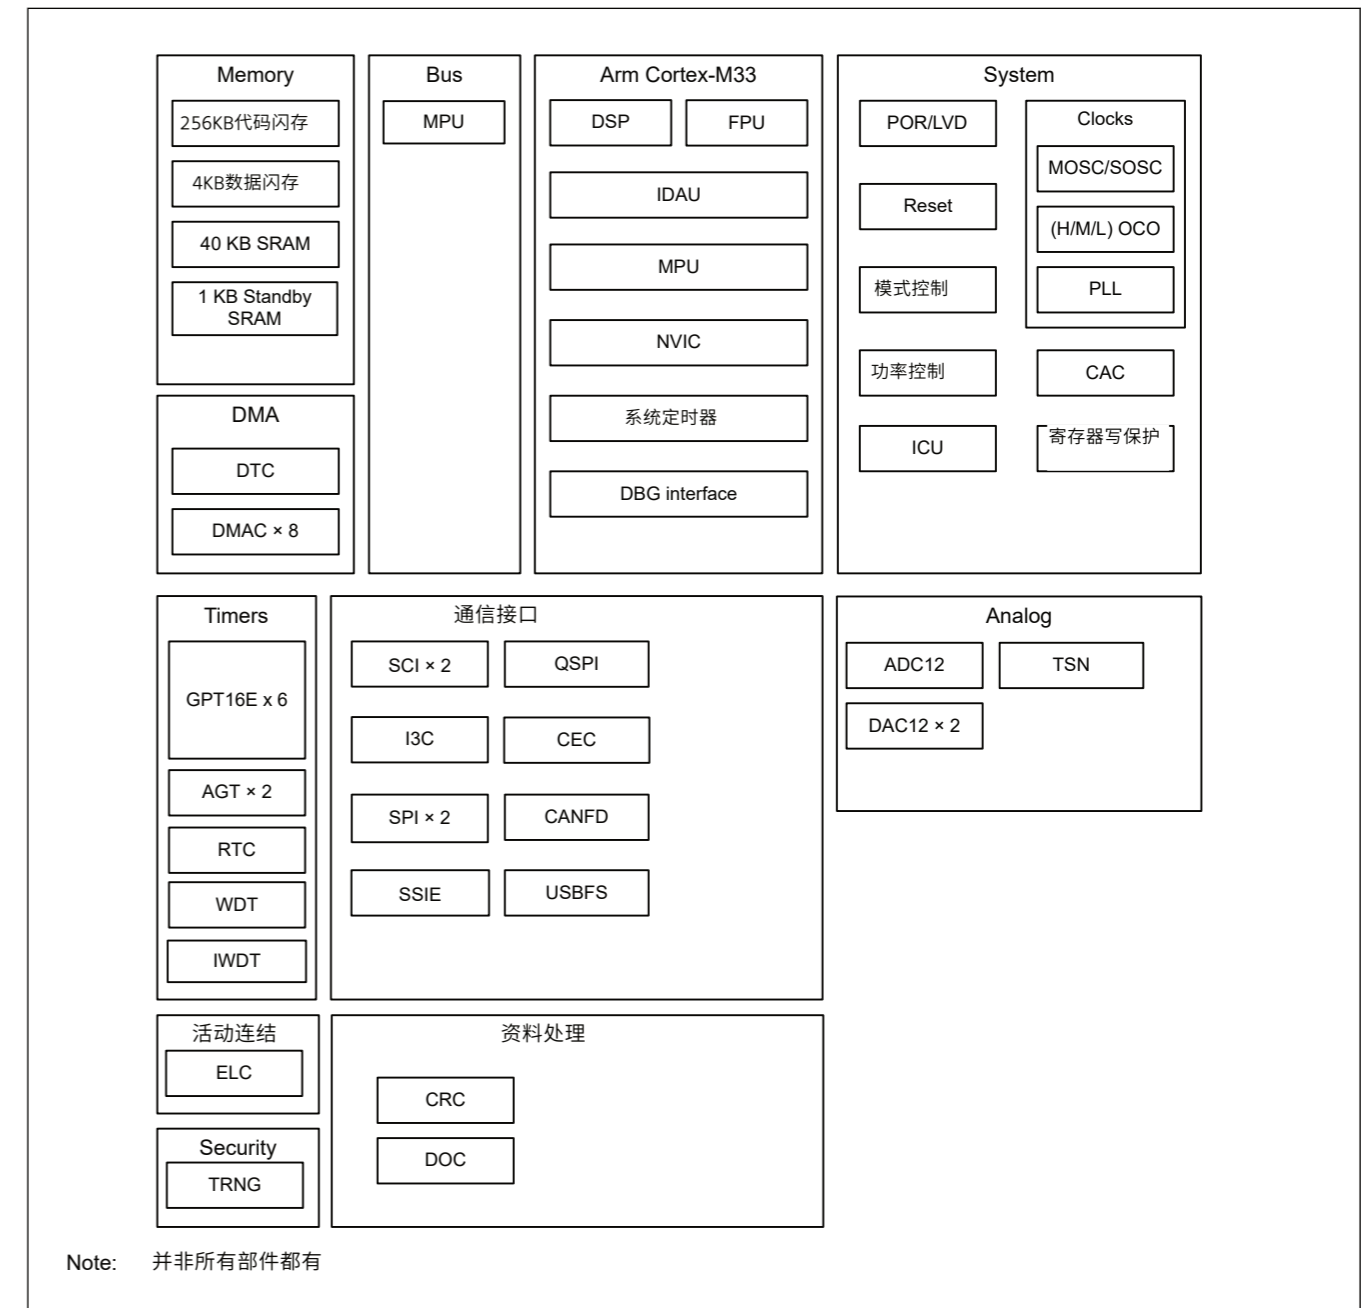 Memory
256KB代码闪存
4KB数据闪存
40 KB SRAM
1 KB Standby
SRAM
DMA
DTC
DMAC × 8
Bus
MPU
Arm Cortex-M33
DSP
FPU
IDAU
MPU
NVIC
系统定时器
DBG interface
System
POR/LVD
Reset
模式控制
功率控制
ICU
Clocks
MOSC/SOSC
(H/M/L) OCO
PLL
CAC
寄存器写保护
Timers
GPT16E x 6
AGT × 2
RTC
WDT
IWDT
通信接口
SCI × 2
QSPI
I3C
CEC
SPI × 2
CANFD
SSIE
USBFS
Analog
ADC12
TSN
DAC12 × 2
活动连结
ELC
Security
TRNG
资料处理
CRC
DOC
Note: 并非所有部件都有